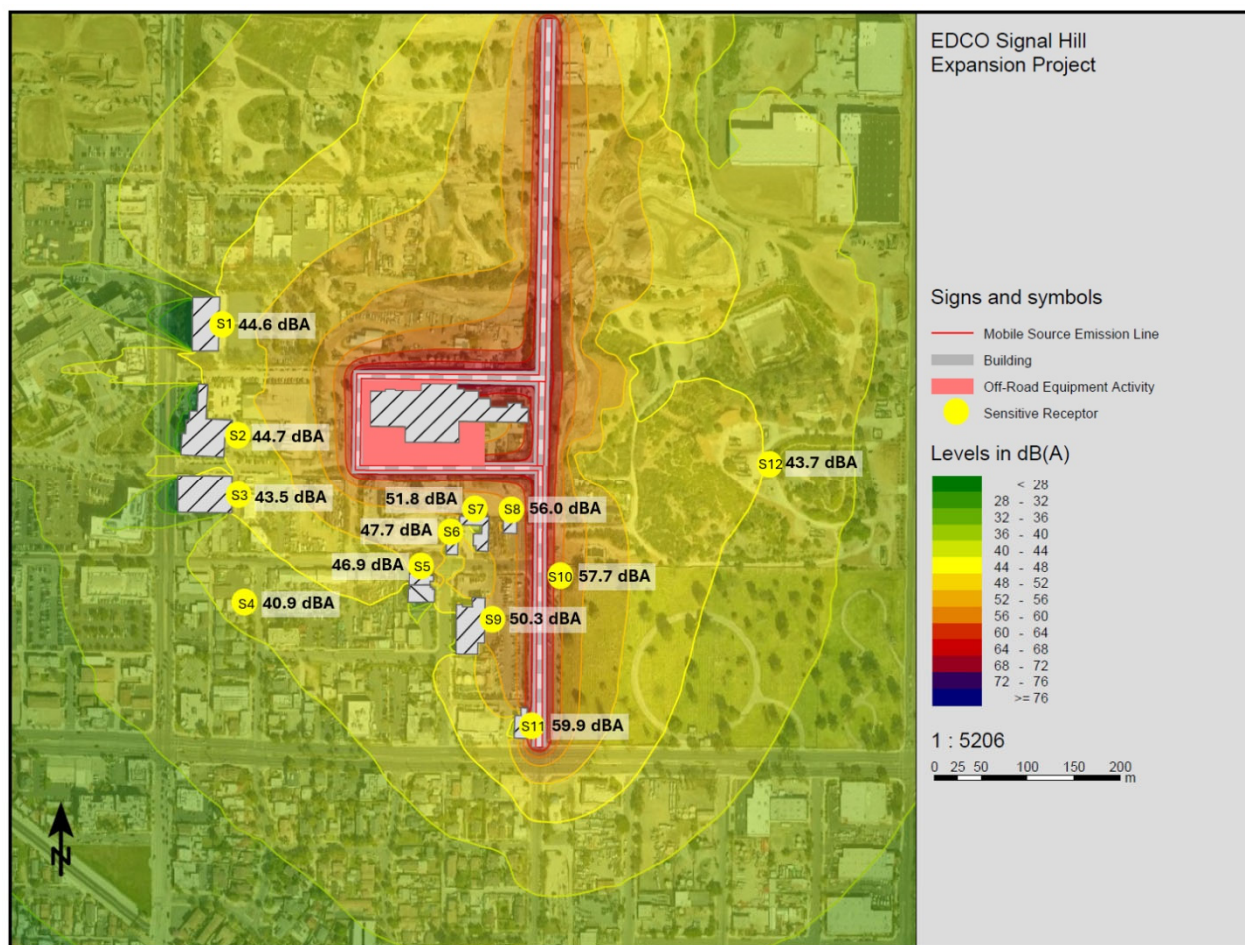 EDCO Signal Hill
Expansion Project
S1 44.6 dBA
S2 44.7 dBA
S3 43.5 dBA
51.8 dBA S7
S8 56.0 dBA
S12 43.7 dBA
47.7 dBA S6
46.9 dBA S5
S10 57.7 dBA
S4 40.9 dBA
S9 50.3 dBA
S11 59.9 dBA
N
Signs and symbols
Mobile Source Emission Line
Building
Off-Road Equipment Activity
Sensitive Receptor
Levels in dB(A)
< 28
28 - 32
32 - 36
36 - 40
40 - 44
44 - 48
48 - 52
52 - 56
56 - 60
60 - 64
64 - 68
68 - 72
72 - 76
>= 76
1 : 5206
0 25 50 100 150 200
m